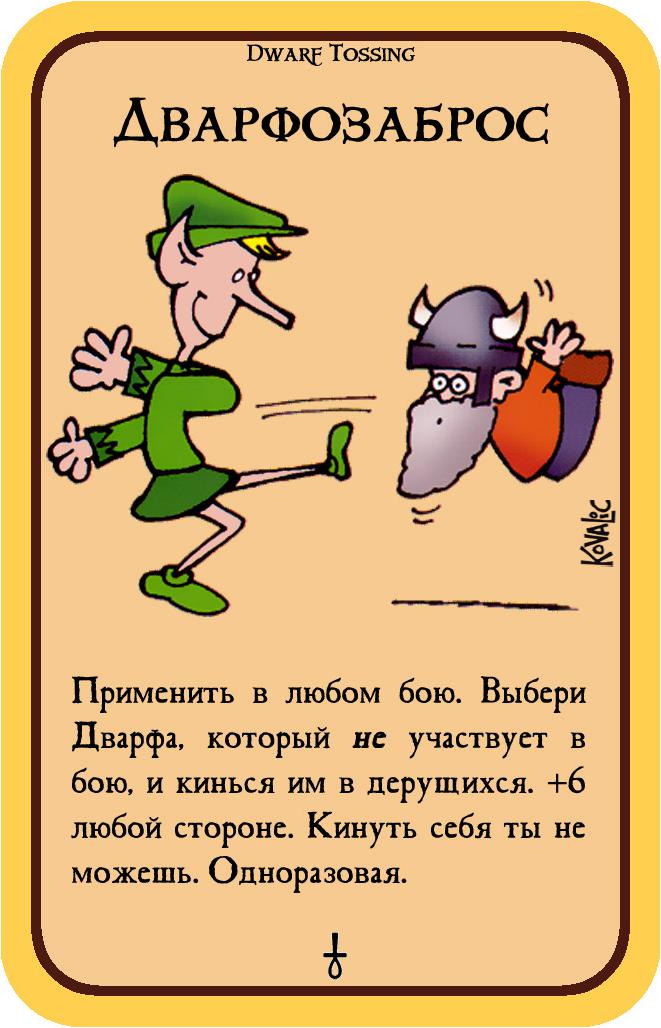 Dwarf Tossing
Дварфозаброс
Kovalic
Применить в любом бою. Выбери
Дварфа, который не участвует в
бою, и кинься им в дерущихся. +6
любой стороне. Кинуть себя ты не
можешь. Одноразовая.